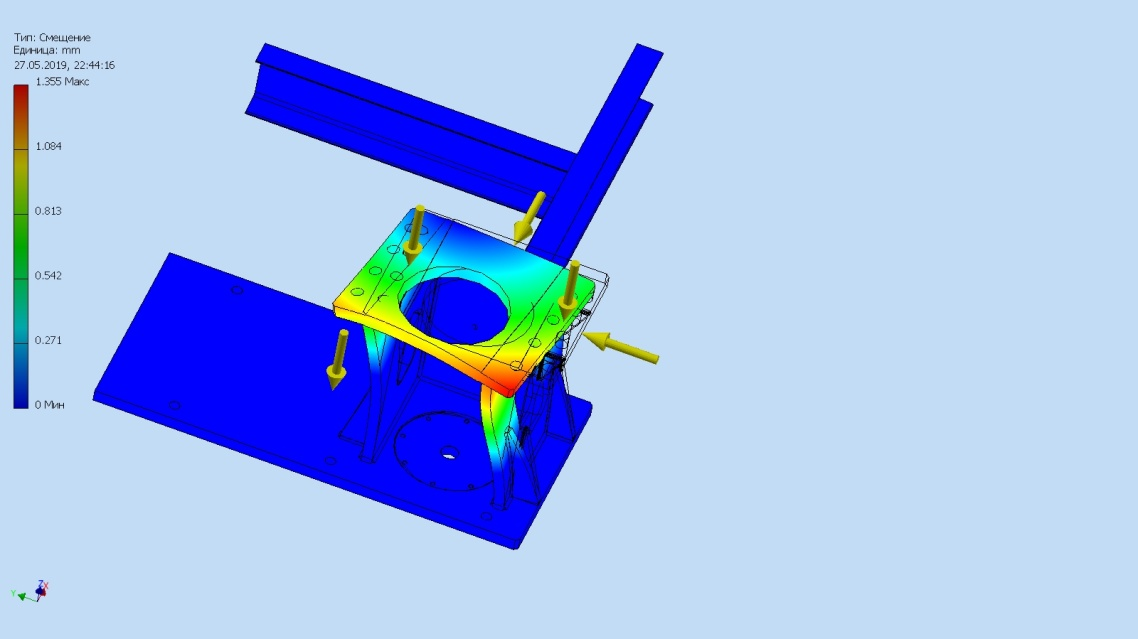 Тип: Смещение
Единица: mm
27.05.2019, 22:44:16
1.355 Макс
1.084
0.813
0.542
0.271
0 Мин
Z X
Y